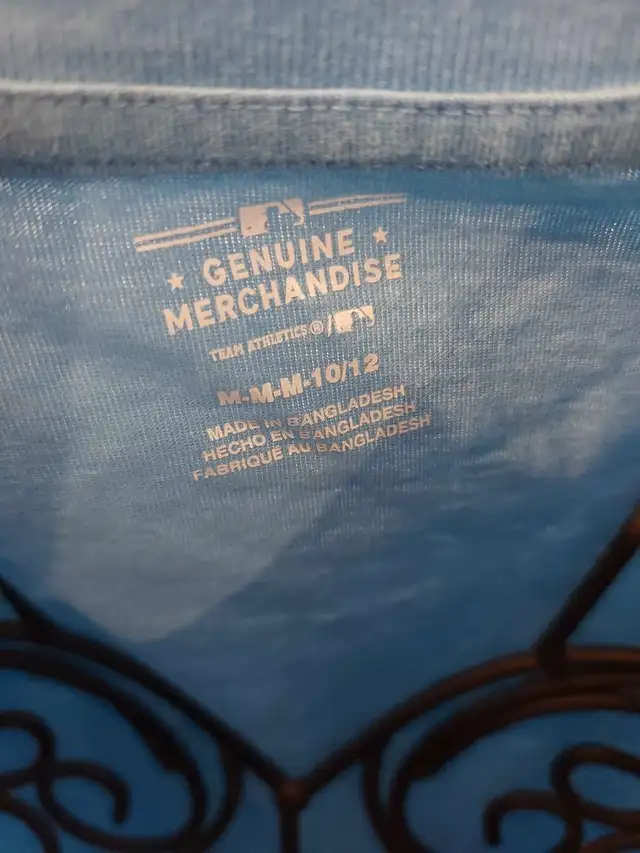 GENUINE
MERCHANDISE
TEAM ATHLETICS®/
M-M-M-10/12
MADE IN BANGLADESH
HECHO EN BANGLADESH
FABRIQUÉ AU BANGLADESH